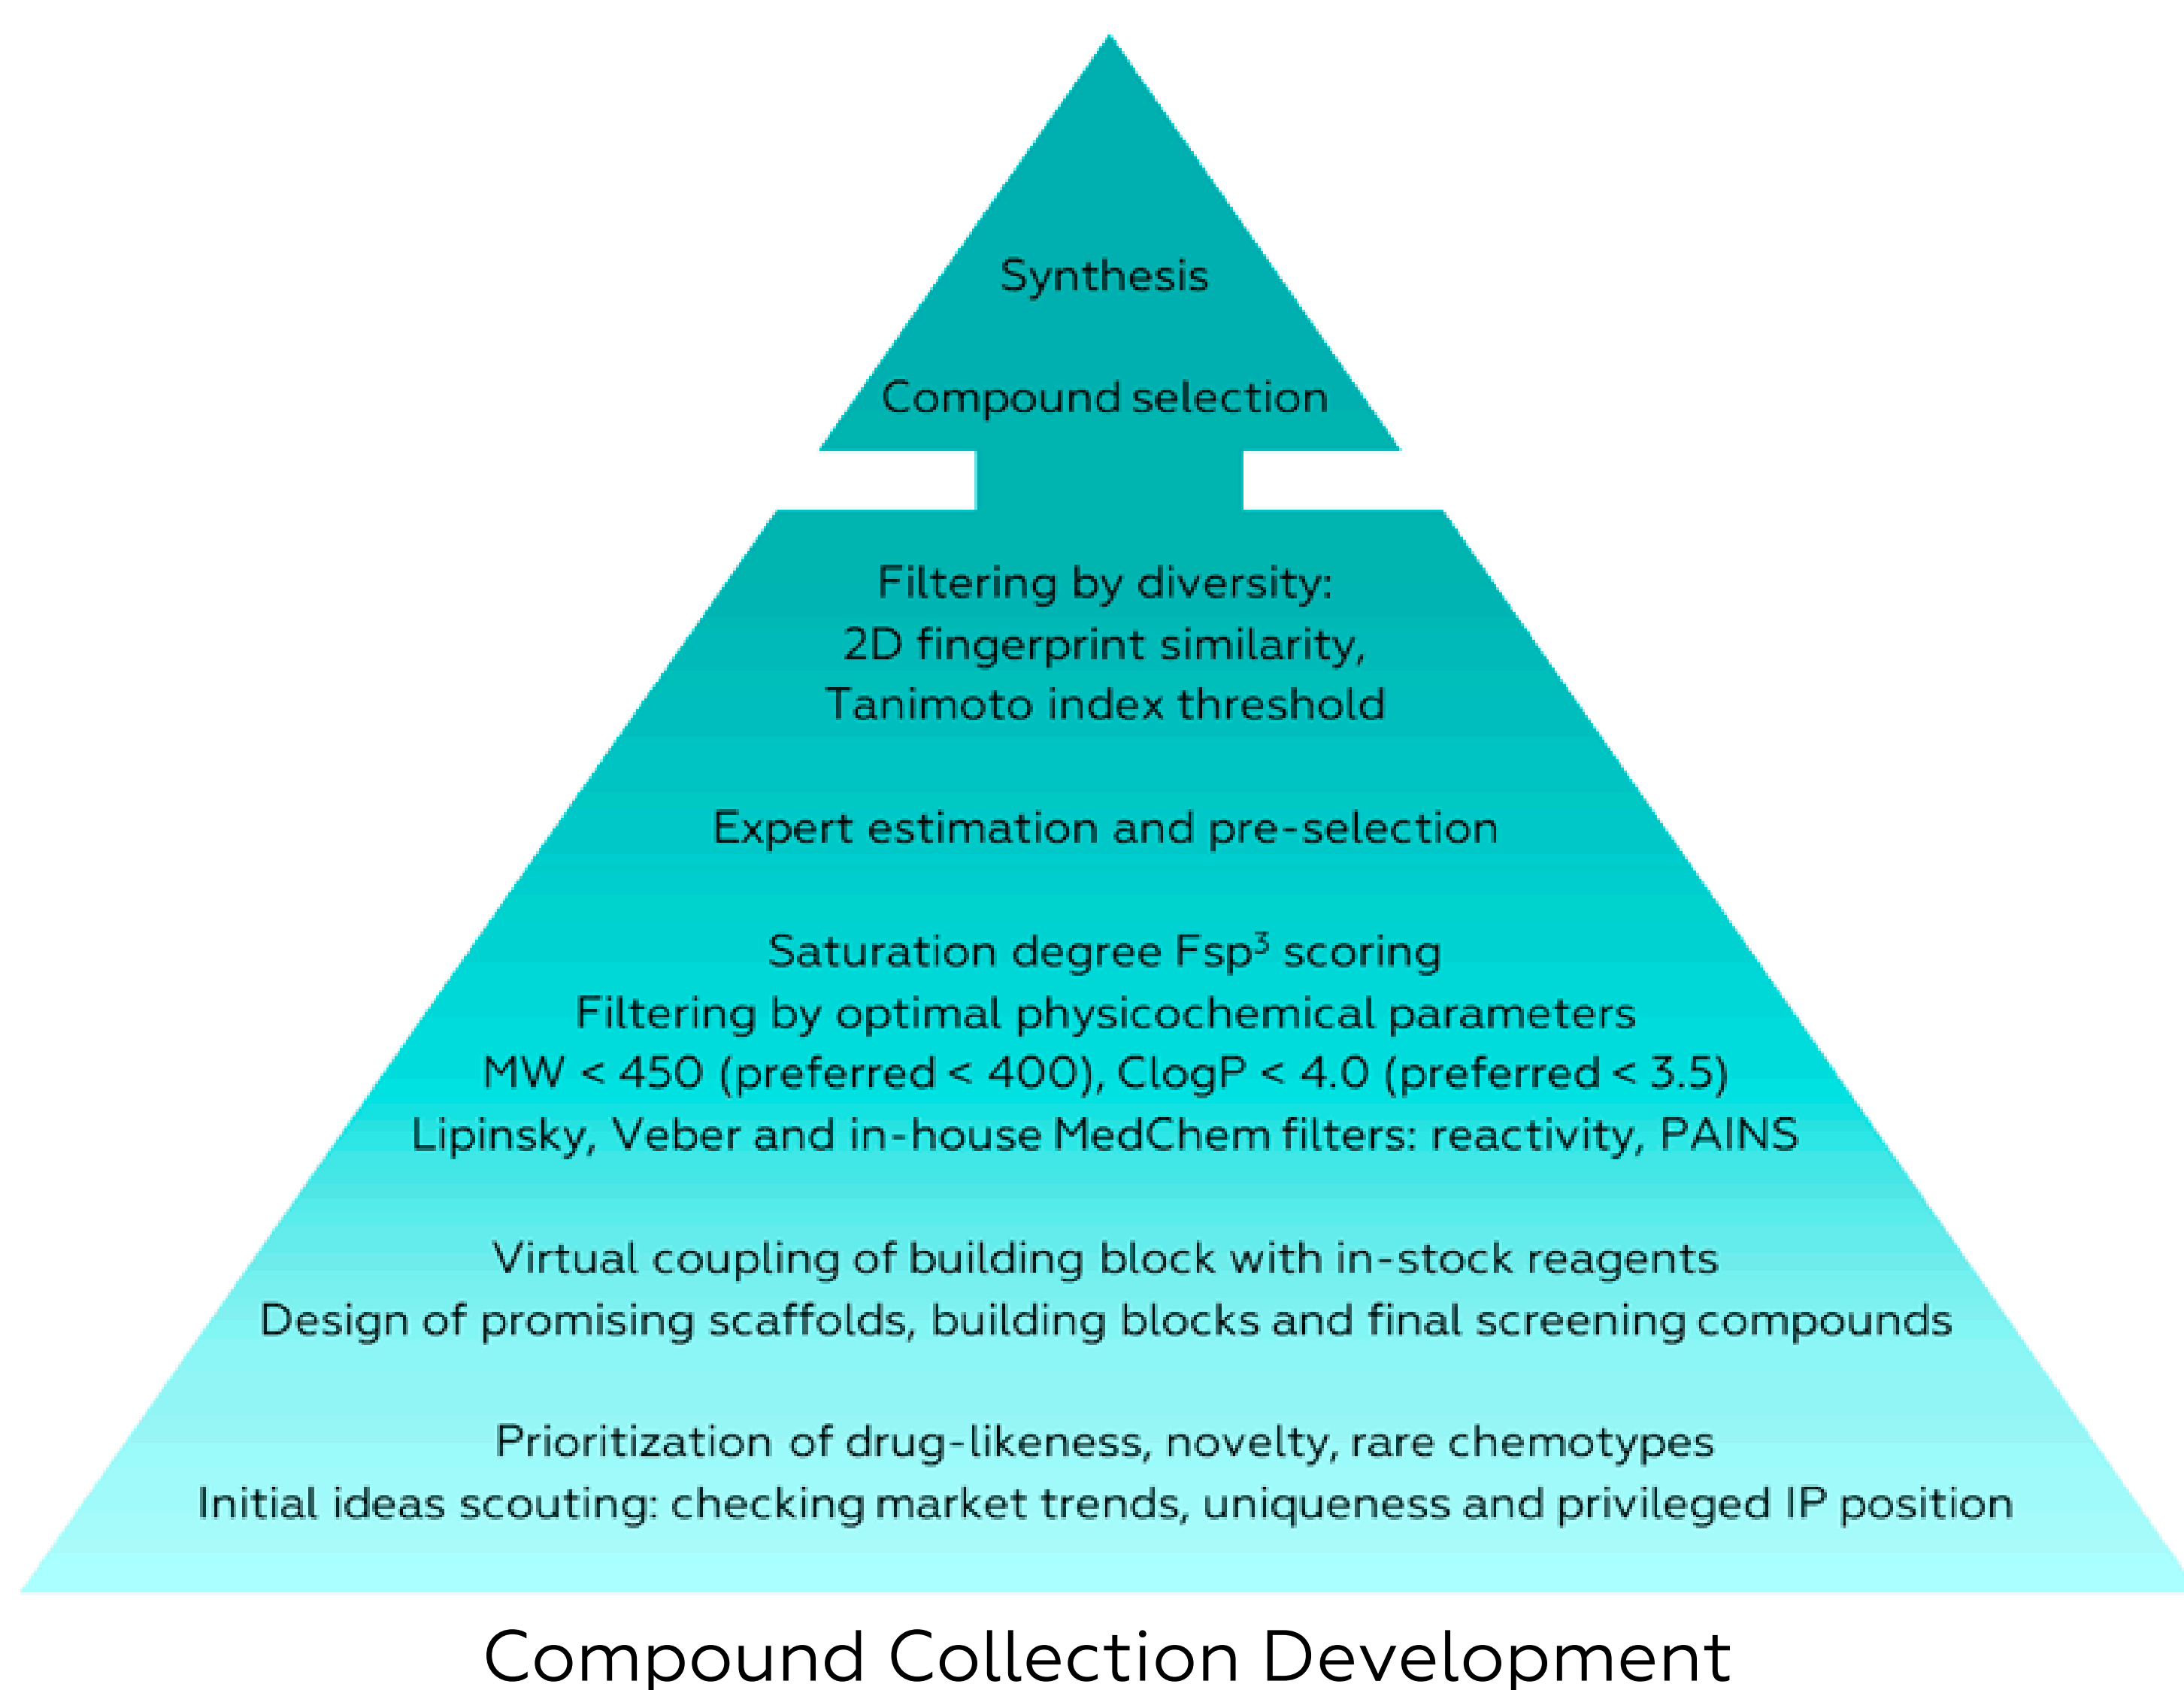 Synthesis
Compound selection
Filtering by diversity:
2D fingerprint similarity,
Tanimoto index threshold
Expert estimation and pre-selection
Saturation degree Fsp³ scoring
Filtering by optimal physicochemical parameters
MW < 450 (preferred < 400), ClogP < 4.0 (preferred < 3.5)
Lipinsky, Veber and in-house MedChem filters: reactivity, PAINS
Virtual coupling of building block with in-stock reagents
Design of promising scaffolds, building blocks and final screening compounds
Prioritization of drug-likeness, novelty, rare chemotypes
Initial ideas scouting: checking market trends, uniqueness and privileged IP position
Compound Collection Development